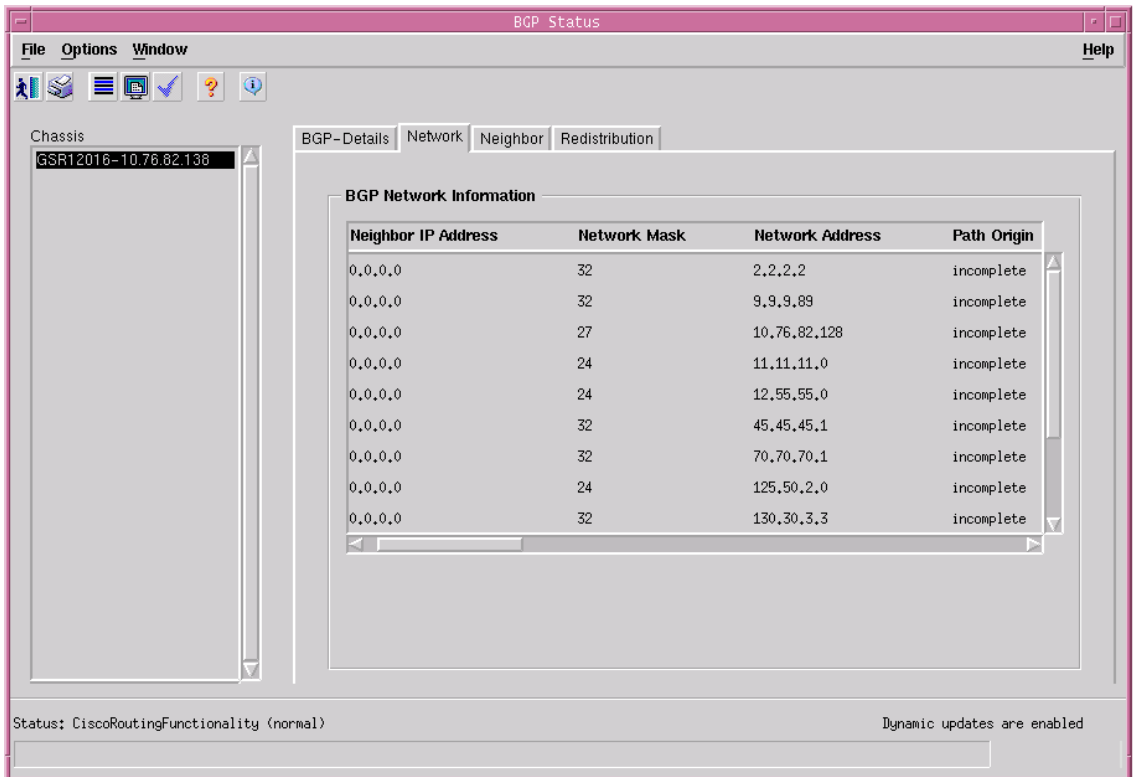 BGP Status
File Options Window Help
Chassis
GSR12016-10.76.82.138
BGP-Details Network Neighbor Redistribution
BGP Network Information
Neighbor IP Address Network Mask Network Address Path Origin
0.0.0.0 32 2.2.2.2 incomplete
0.0.0.0 32 9.9.9.89 incomplete
0.0.0.0 27 10.76.82.128 incomplete
0.0.0.0 24 11.11.11.0 incomplete
0.0.0.0 24 12.55.55.0 incomplete
0.0.0.0 32 45.45.45.1 incomplete
0.0.0.0 32 70.70.70.1 incomplete
0.0.0.0 24 125.50.2.0 incomplete
0.0.0.0 32 130.30.3.3 incomplete
Status: CiscoRoutingFunctionality (normal) Dynamic updates are enabled